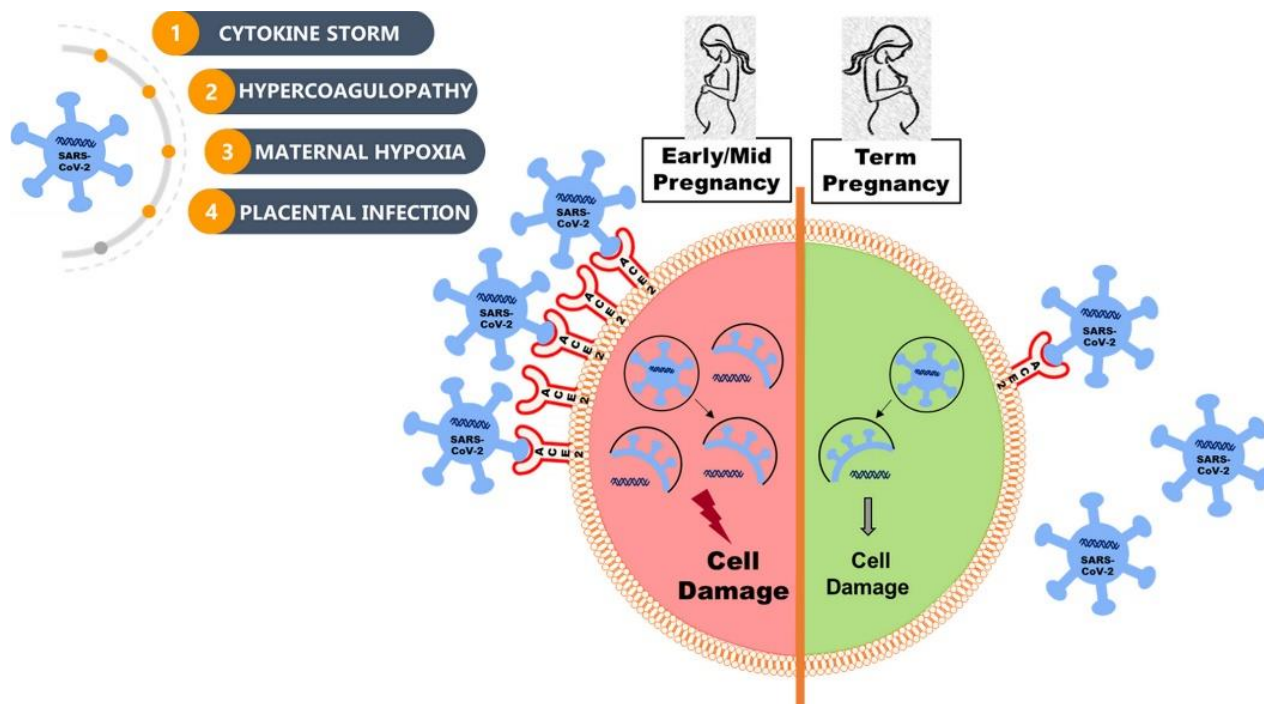 1 CYTOKINE STORM
2 HYPERCOAGULOPATHY
3 MATERNAL HYPOXIA
4 PLACENTAL INFECTION
SARS-
CoV-2
Early/Mid
Pregnancy
Term
Pregnancy
SARS-
CoV-2
SARS-
CoV-2
SARS-
CoV-2
ACE2
ACE2
ACE2
ACE2
ACE2
Cell
Damage
Cell
Damage
ACE2
SARS-
CoV-2
SARS-
CoV-2
SARS-
CoV-2